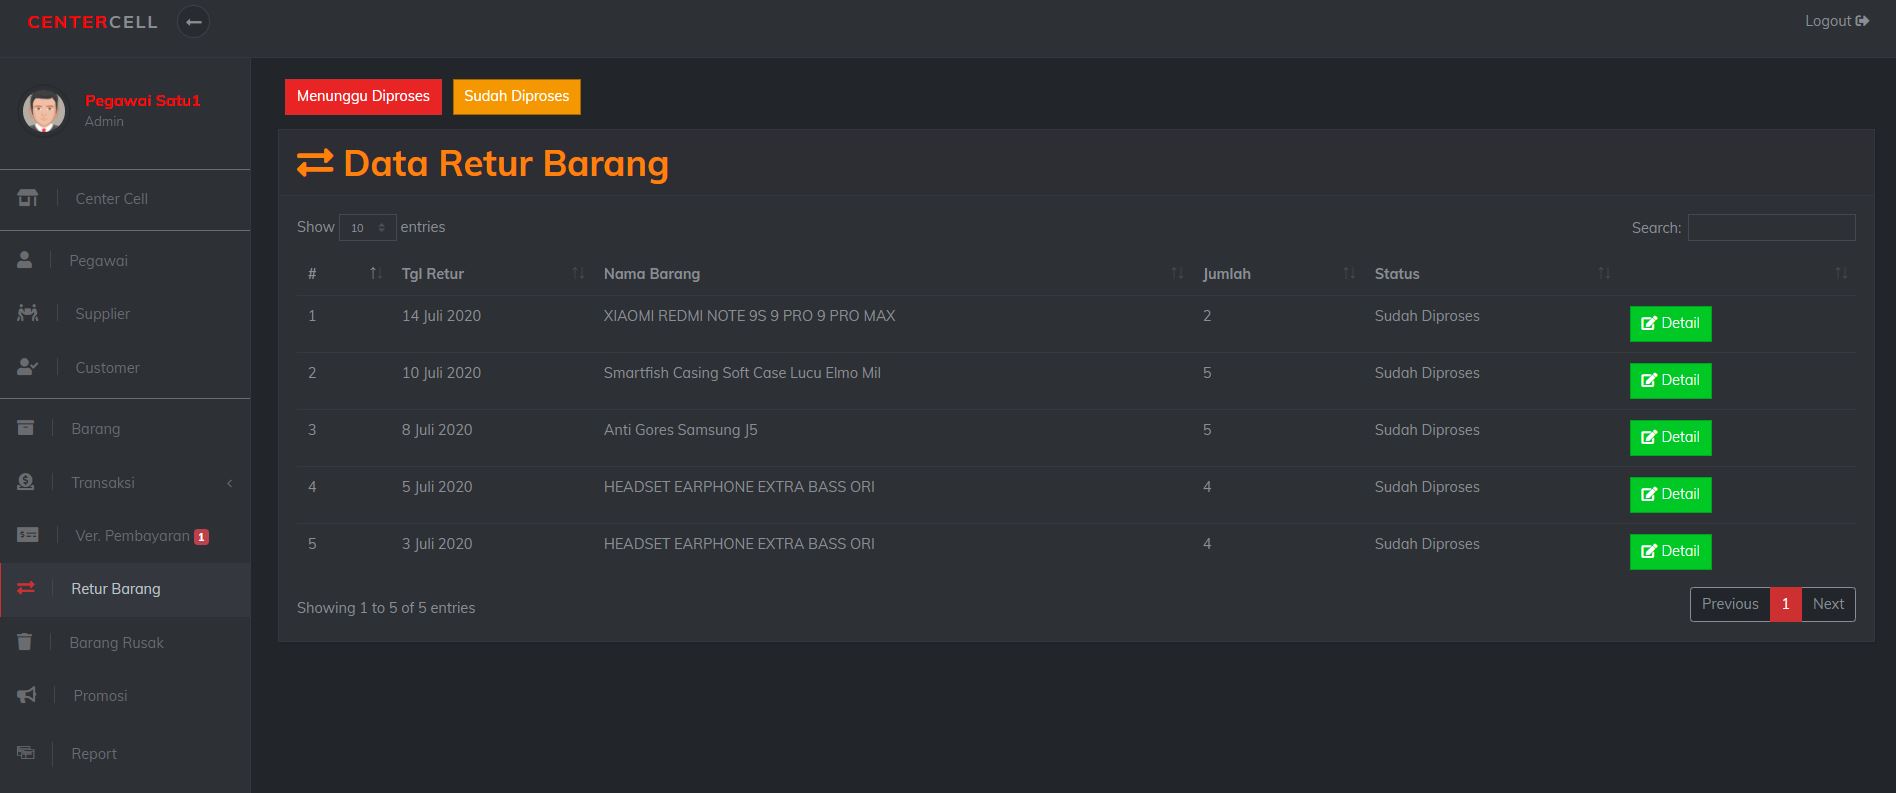 CENTERCELL
Logout
Pegawai Satu1
Admin
Center Cell
Pegawai
Supplier
Customer
Barang
Transaksi
Ver. Pembayaran 1
Retur Barang
Barang Rusak
Promosi
Report
Menunggu Diproses Sudah Diproses
Data Retur Barang
Show 10 entries Search:
# Tgl Retur Nama Barang Jumlah Status
1 14 Juli 2020 XIAOMI REDMI NOTE 9S 9 PRO 9 PRO MAX 2 Sudah Diproses Detail
2 10 Juli 2020 Smartfish Casing Soft Case Lucu Elmo Mil 5 Sudah Diproses Detail
3 8 Juli 2020 Anti Gores Samsung J5 5 Sudah Diproses Detail
4 5 Juli 2020 HEADSET EARPHONE EXTRA BASS ORI 4 Sudah Diproses Detail
5 3 Juli 2020 HEADSET EARPHONE EXTRA BASS ORI 4 Sudah Diproses Detail
Showing 1 to 5 of 5 entries Previous 1 Next